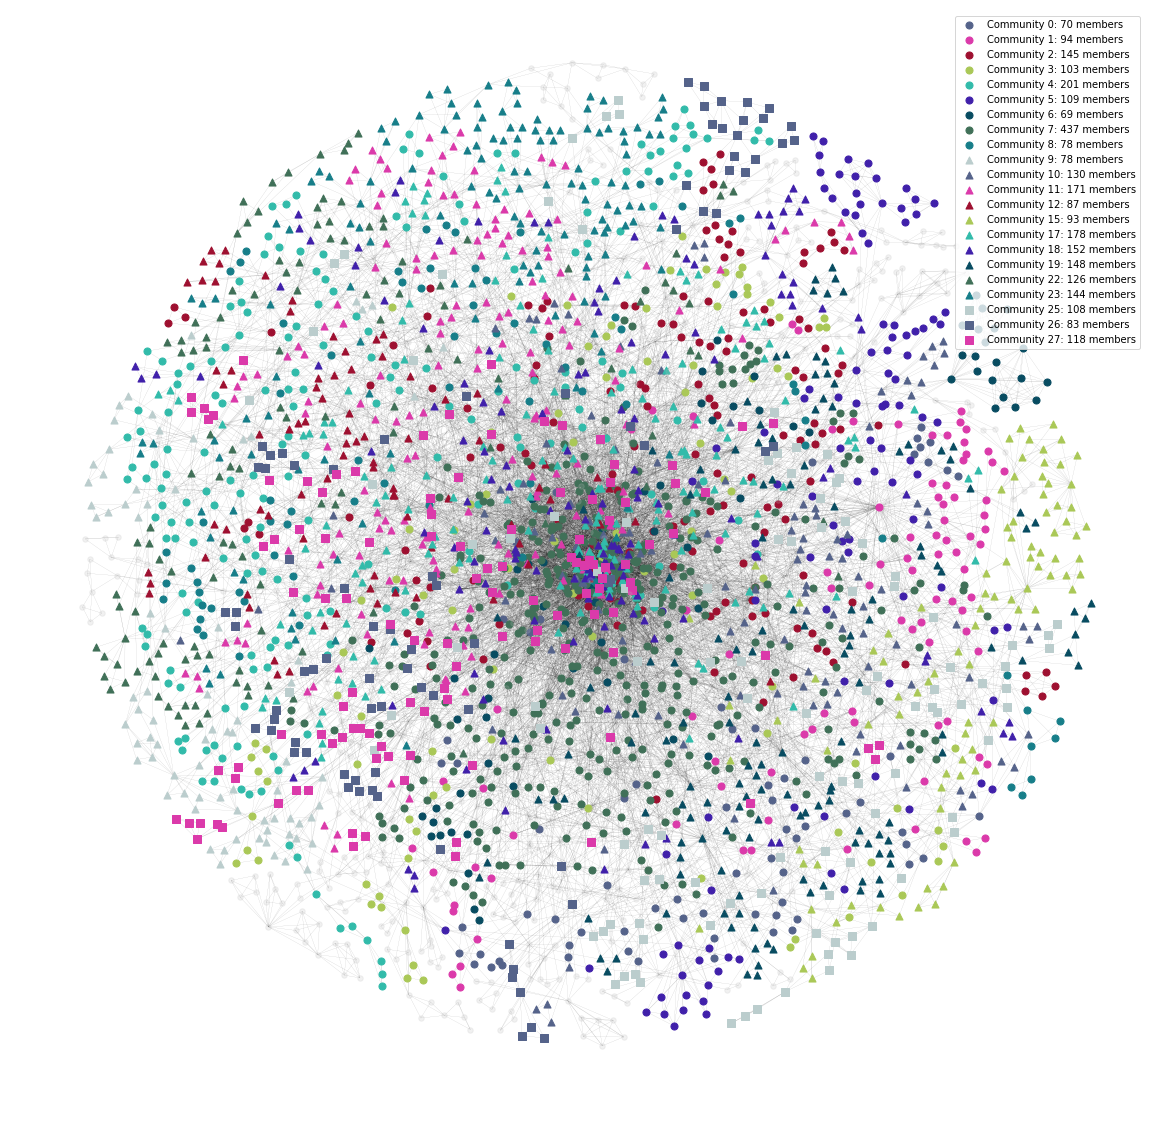 Community 0: 70 members
Community 1: 94 members
Community 2: 145 members
Community 3: 103 members
Community 4: 201 members
Community 5: 109 members
Community 6: 69 members
Community 7: 437 members
Community 8: 78 members
Community 9: 78 members
Community 10: 130 members
Community 11: 171 members
Community 12: 87 members
Community 15: 93 members
Community 17: 178 members
Community 18: 152 members
Community 19: 148 members
Community 22: 126 members
Community 23: 144 members
Community 25: 108 members
Community 26: 83 members
Community 27: 118 members